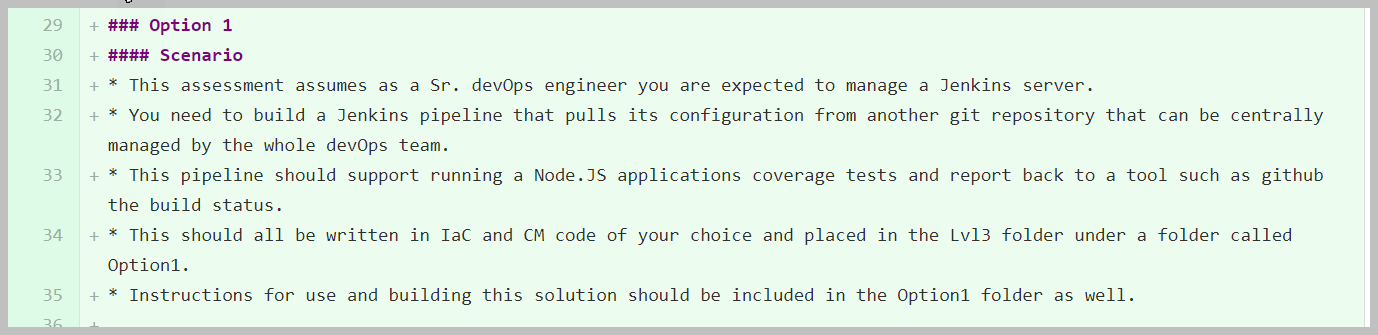 29 + ### Option 1
30 + #### Scenario
31 + * This assessment assumes as a Sr. devOps engineer you are expected to manage a Jenkins server.
32 + * You need to build a Jenkins pipeline that pulls its configuration from another git repository that can be centrally
managed by the whole devOps team.
33 + * This pipeline should support running a Node.JS applications coverage tests and report back to a tool such as github
the build status.
34 + * This should all be written in IaC and CM code of your choice and placed in the Lvl3 folder under a folder called
Option1.
35 + * Instructions for use and building this solution should be included in the Option1 folder as well.
36 +